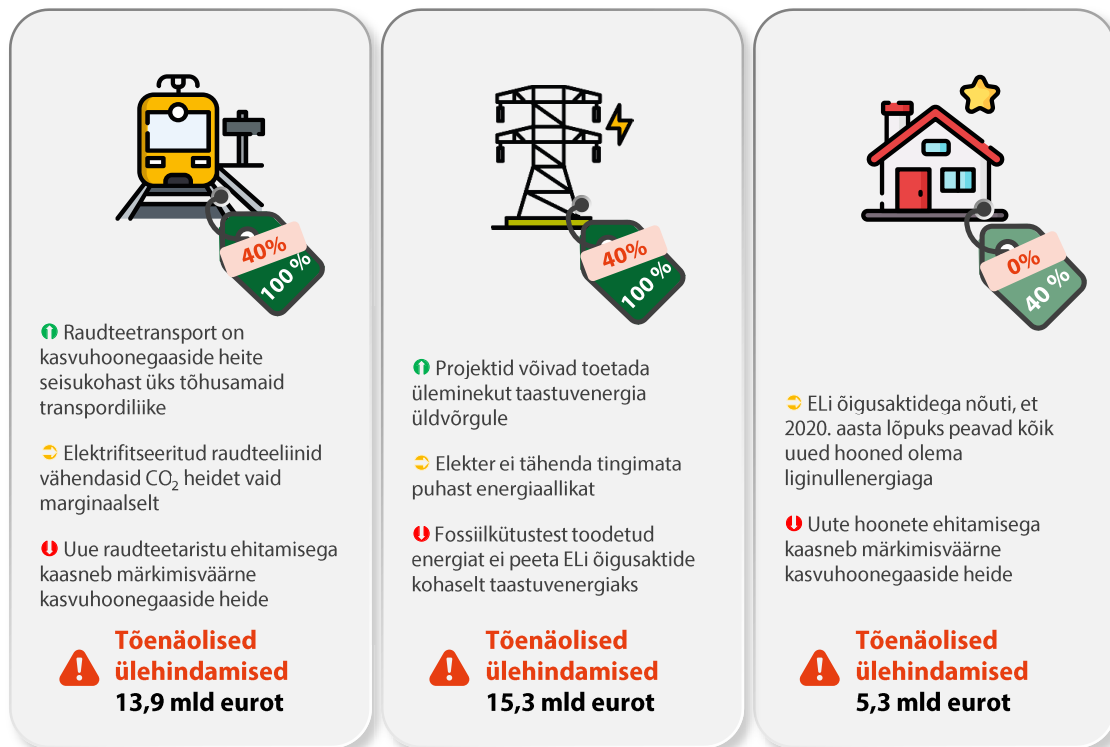 40%
100 %
Raudteetransport on
kasvuhoonegaaside heite
seisukohast üks tõhusamaid
transpordiliike
Elektrifitseeritud raudteeliinid
vähendasid CO₂ heidet vaid
marginaalselt
Uue raudteetaristu ehitamisega
kaasneb märkimisväärne
kasvuhoonegaaside heide
Tõenäolised
ülehindamised
13,9 mld eurot
40%
100 %
Projektid võivad toetada
üleminekut taastuvenergia
üldvõrgule
Elekter ei tähenda tingimata
puhast energiaallikat
Fossiilkütustest toodetud
energiat ei peeta ELi õigusaktide
kohaselt taastuvenergiaks
Tõenäolised
ülehindamised
15,3 mld eurot
0%
40 %
ELi õigusaktidega nõuti, et
2020. aasta lõpuks peavad kõik
uued hooned olema
liginullenergiaga
Uute hoonete ehitamisega
kaasneb märkimisväärne
kasvuhoonegaaside heide
Tõenäolised
ülehindamised
5,3 mld eurot